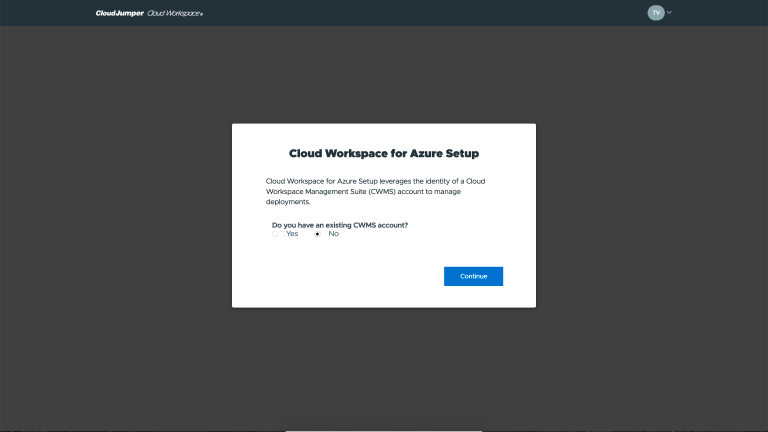 CloudJumper Cloud Workspace®
TV
Cloud Workspace for Azure Setup
Cloud Workspace for Azure Setup leverages the identity of a Cloud
Workspace Management Suite (CWMS) account to manage
deployments.
Do you have an existing CWMS account?
Yes No
Continue